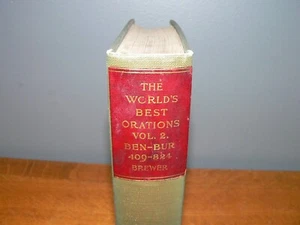 THE
WORLD'S
BEST
ORATIONS
VOL. 2.
BEN-BUR
409-824
BREWER